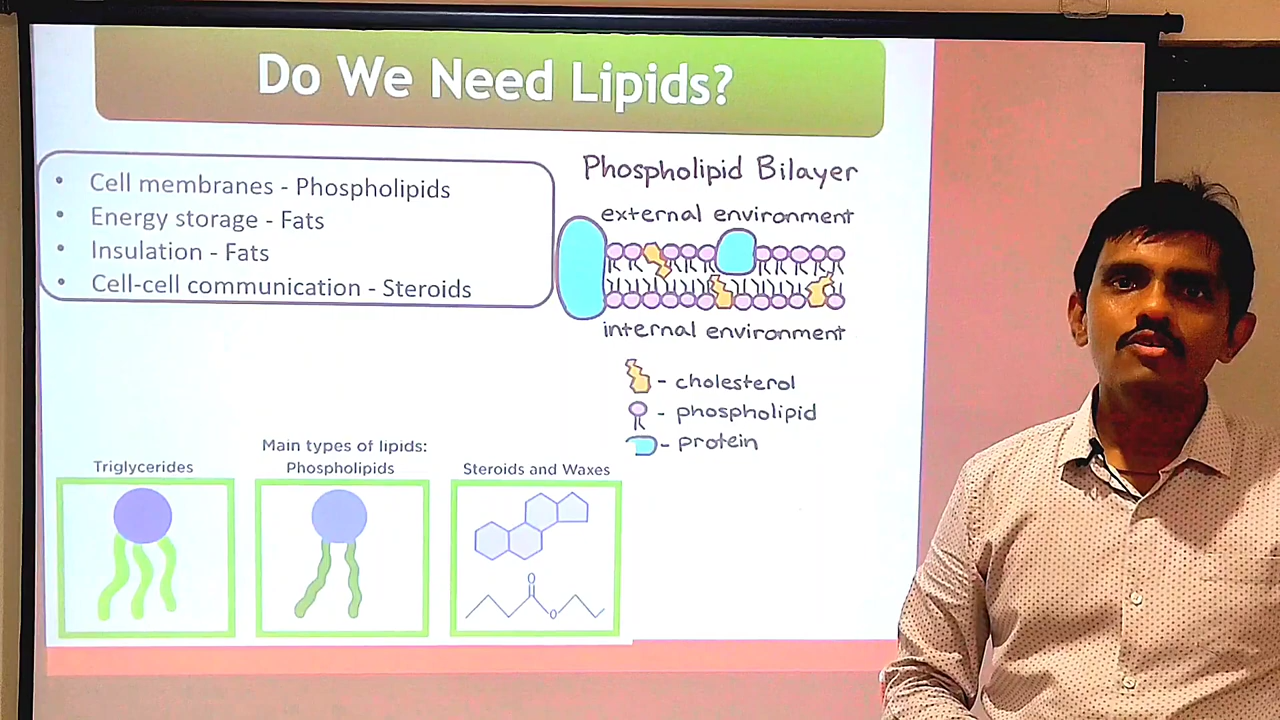 Do We Need Lipids?
• Cell membranes - Phospholipids
• Energy storage - Fats
• Insulation - Fats
• Cell-cell communication - Steroids
Phospholipid Bilayer
external environment
internal environment
- cholesterol
- phospholipid
- protein
Main types of lipids:
Triglycerides
Phospholipids
Steroids and Waxes
O
O